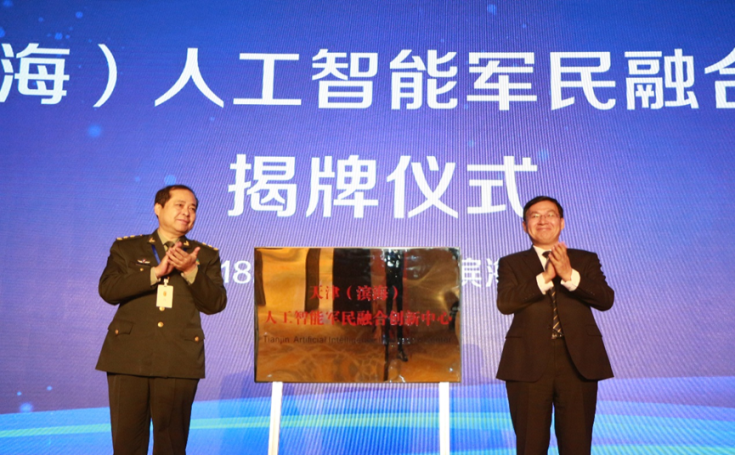 海）人工智能军民融合
揭牌仪式
18
滨海
天津（滨海）
人工智能军民融合创新中心
Tianjin Artificial